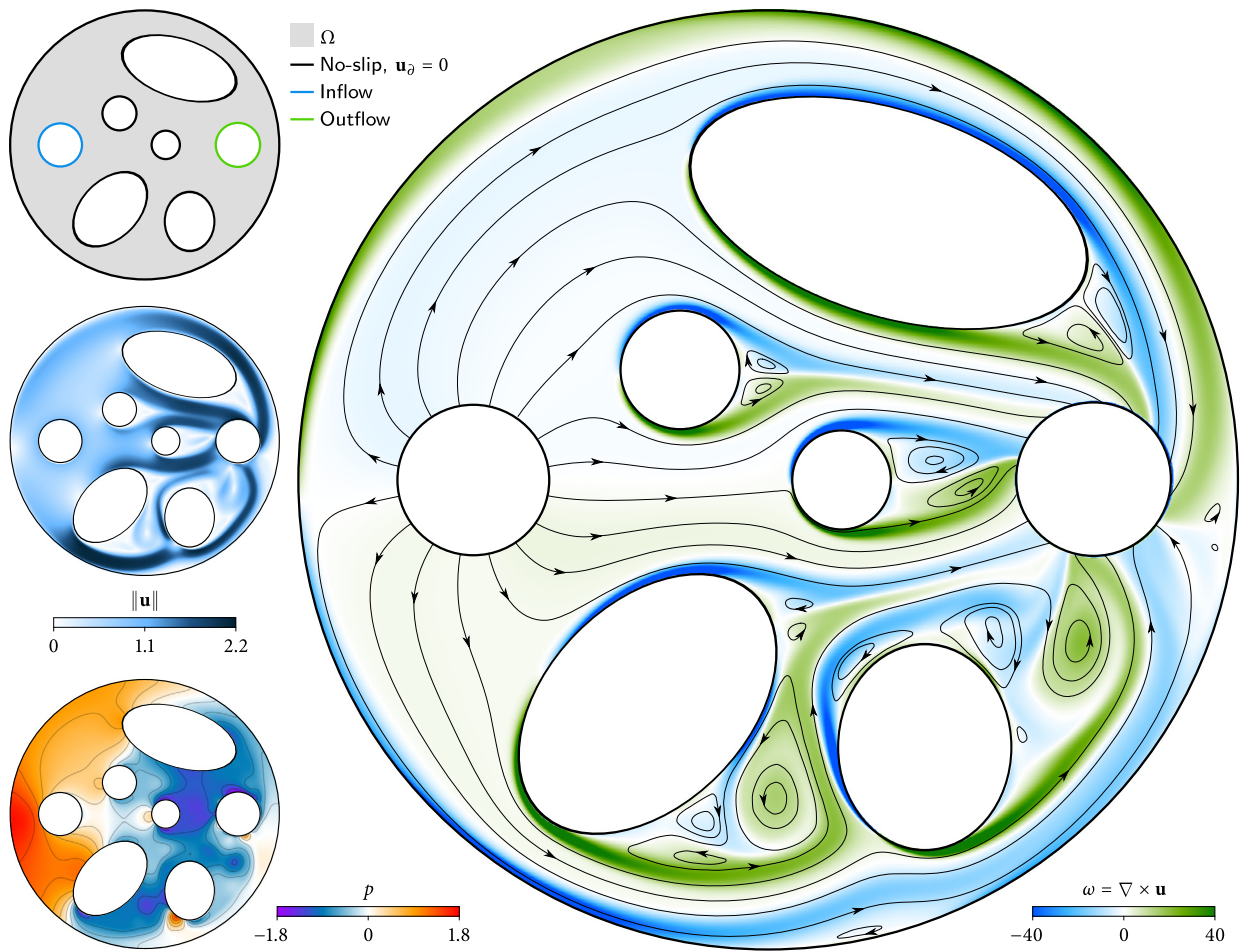 Ω
No-slip, 𝐮∂ = 0
Inflow
Outflow
‖𝐮‖
0 1.1 2.2
p
−1.8 0 1.8
ω = ∇ × 𝐮
−40 0 40